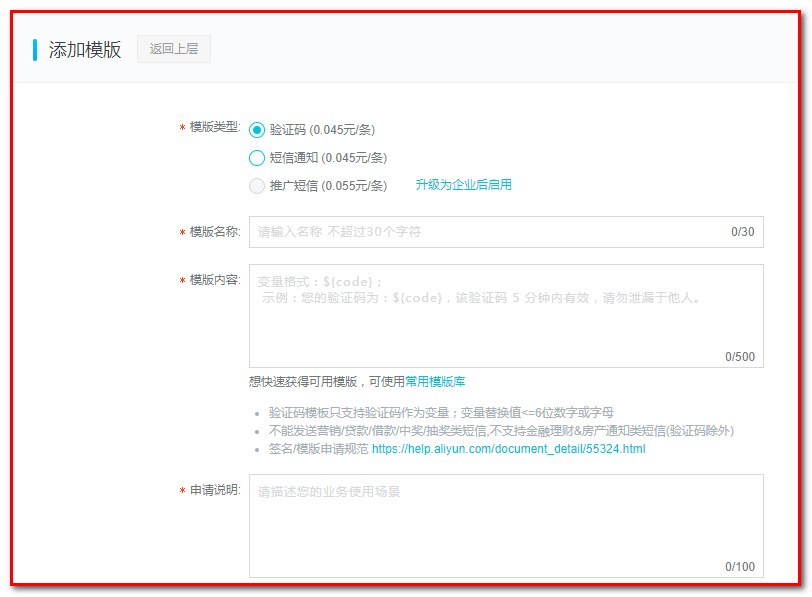 添加模版 返回上层
* 模版类型: 验证码 (0.045元/条)
短信通知 (0.045元/条)
推广短信 (0.055元/条) 升级为企业后启用
* 模版名称: 请输入名称 不超过30个字符 0/30
* 模版内容: 变量格式：${code}；
示例：您的验证码为：${code}，该验证码 5 分钟内有效，请勿泄漏于他人。
0/500
想快速获得可用模版，可使用常用模版库
• 验证码模板只支持验证码作为变量；变量替换值<=6位数字或字母
• 不能发送营销/贷款/借款/中奖/抽奖类短信,不支持金融理财&房产通知类短信(验证码除外)
• 签名/模版申请规范 https://help.aliyun.com/document_detail/55324.html
* 申请说明: 请描述您的业务使用场景
0/100